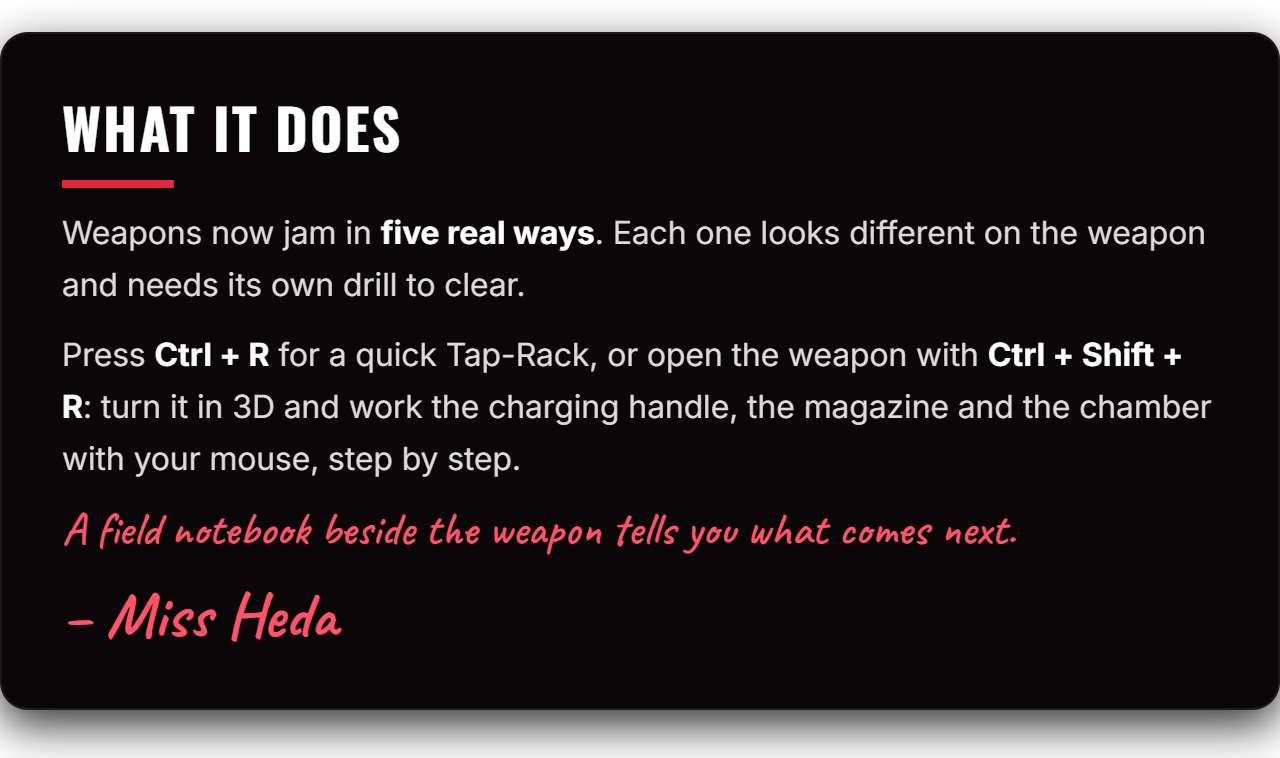 WHAT IT DOES
Weapons now jam in five real ways. Each one looks different on the weapon
and needs its own drill to clear.
Press Ctrl + R for a quick Tap-Rack, or open the weapon with Ctrl + Shift +
R: turn it in 3D and work the charging handle, the magazine and the chamber
with your mouse, step by step.
A field notebook beside the weapon tells you what comes next.
– Miss Heda